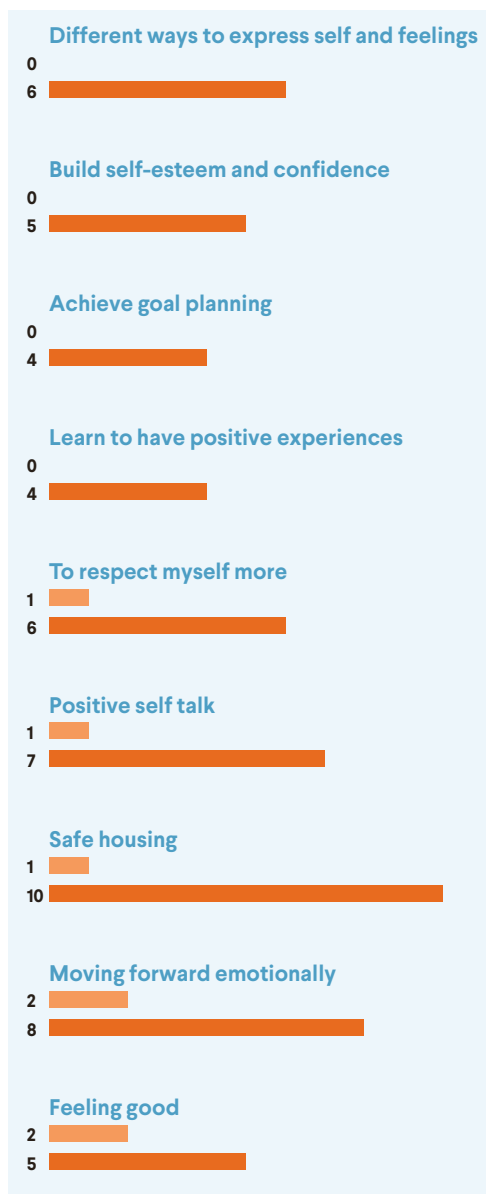 Different ways to express self and feelings
0
6
Build self-esteem and confidence
0
5
Achieve goal planning
0
4
Learn to have positive experiences
0
4
To respect myself more
1
6
Positive self talk
1
7
Safe housing
1
10
Moving forward emotionally
2
8
Feeling good
2
5